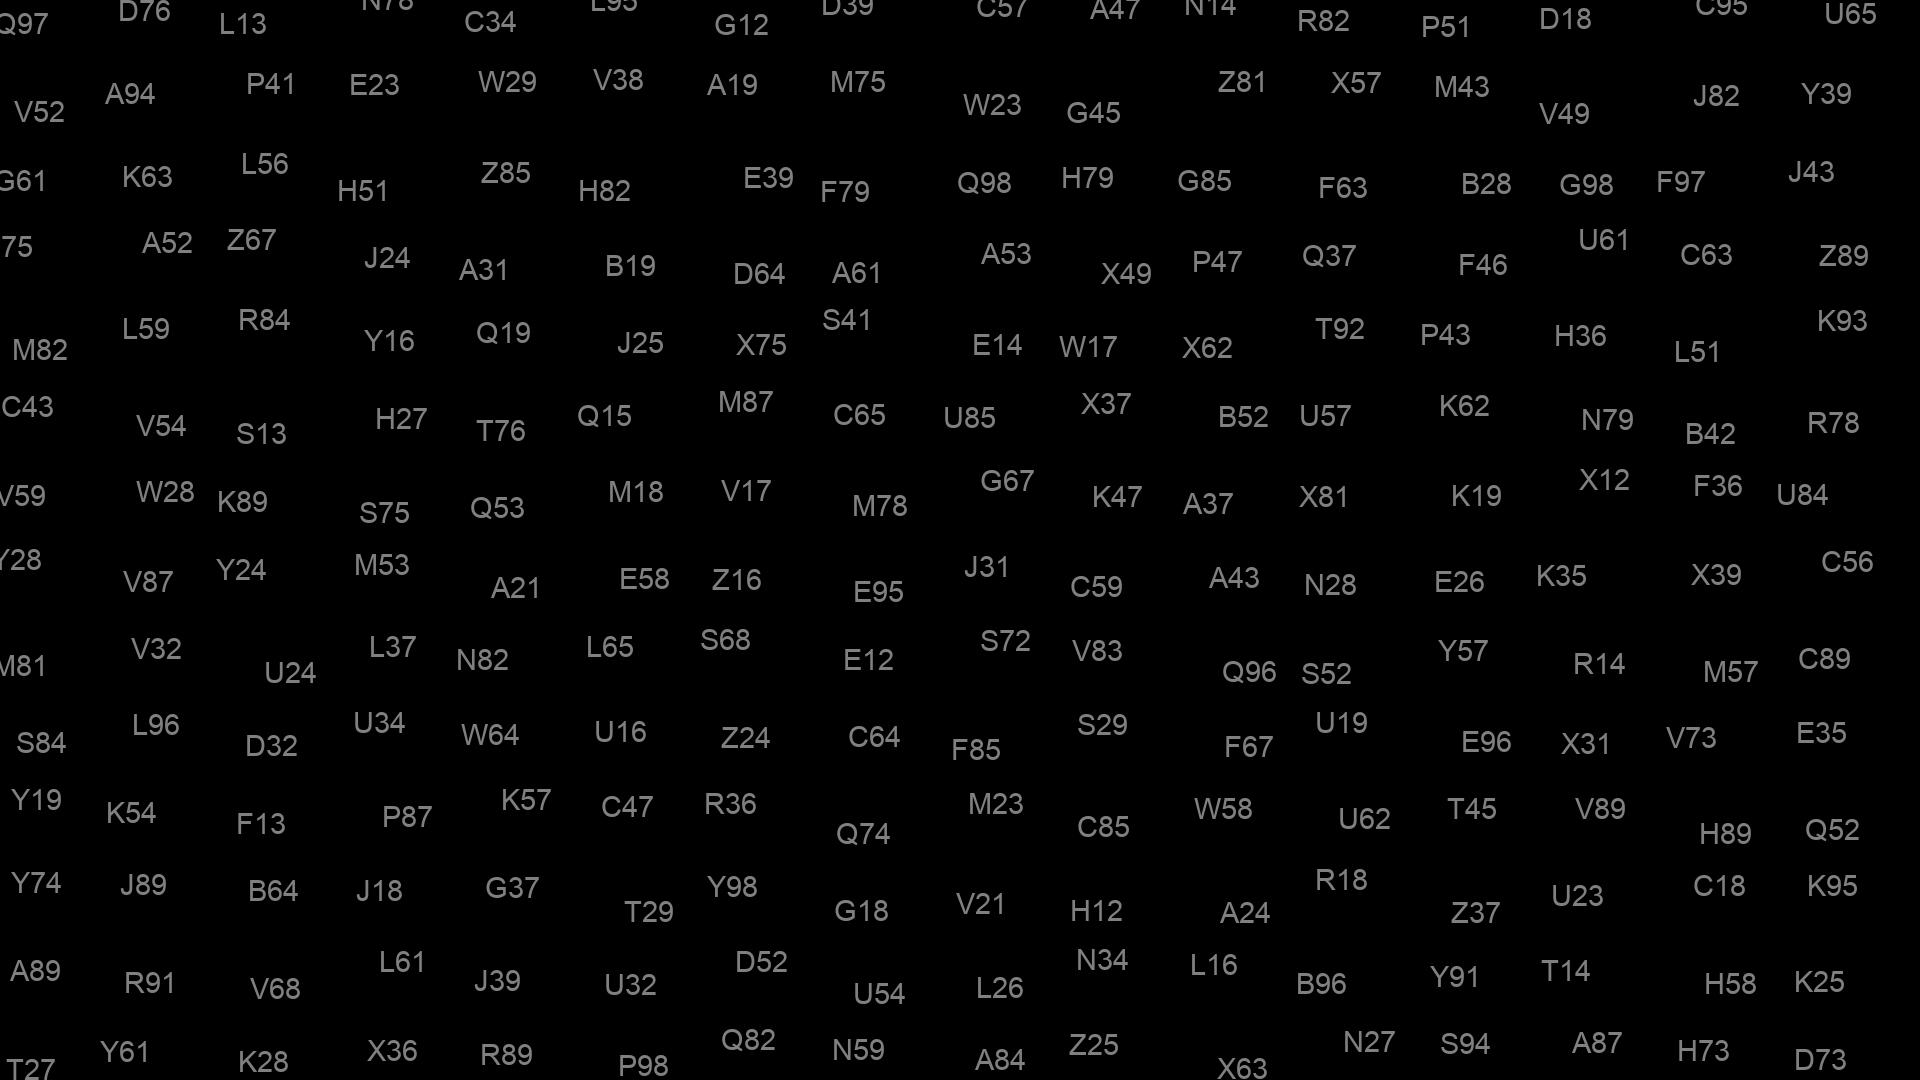 Q97 D76 L13 N78 C34 L95 G12 D39 C57 A47 N14 R82 P51 D18 C95 U65
V52 A94 P41 E23 W29 V38 A19 M75 W23 G45 Z81 X57 M43 V49 J82 Y39
G61 K63 L56 H51 Z85 H82 E39 F79 Q98 H79 G85 F63 B28 G98 F97 J43
75 A52 Z67 J24 A31 B19 D64 A61 A53 X49 P47 Q37 F46 U61 C63 Z89
M82 L59 R84 Y16 Q19 J25 X75 S41 E14 W17 X62 T92 P43 H36 L51 K93
C43 V54 S13 H27 T76 Q15 M87 C65 U85 X37 B52 U57 K62 N79 B42 R78
V59 W28 K89 S75 Q53 M18 V17 M78 G67 K47 A37 X81 K19 X12 F36 U84
Y28 V87 Y24 M53 A21 E58 Z16 E95 J31 C59 A43 N28 E26 K35 X39 C56
M81 V32 U24 L37 N82 L65 S68 E12 S72 V83 Q96 S52 Y57 R14 M57 C89
S84 L96 D32 U34 W64 U16 Z24 C64 F85 S29 F67 U19 E96 X31 V73 E35
Y19 K54 F13 P87 K57 C47 R36 Q74 M23 C85 W58 U62 T45 V89 H89 Q52
Y74 J89 B64 J18 G37 T29 Y98 G18 V21 H12 A24 R18 Z37 U23 C18 K95
A89 R91 V68 L61 J39 U32 D52 U54 L26 N34 L16 B96 Y91 T14 H58 K25
T27 Y61 K28 X36 R89 P98 Q82 N59 A84 Z25 X63 N27 S94 A87 H73 D73